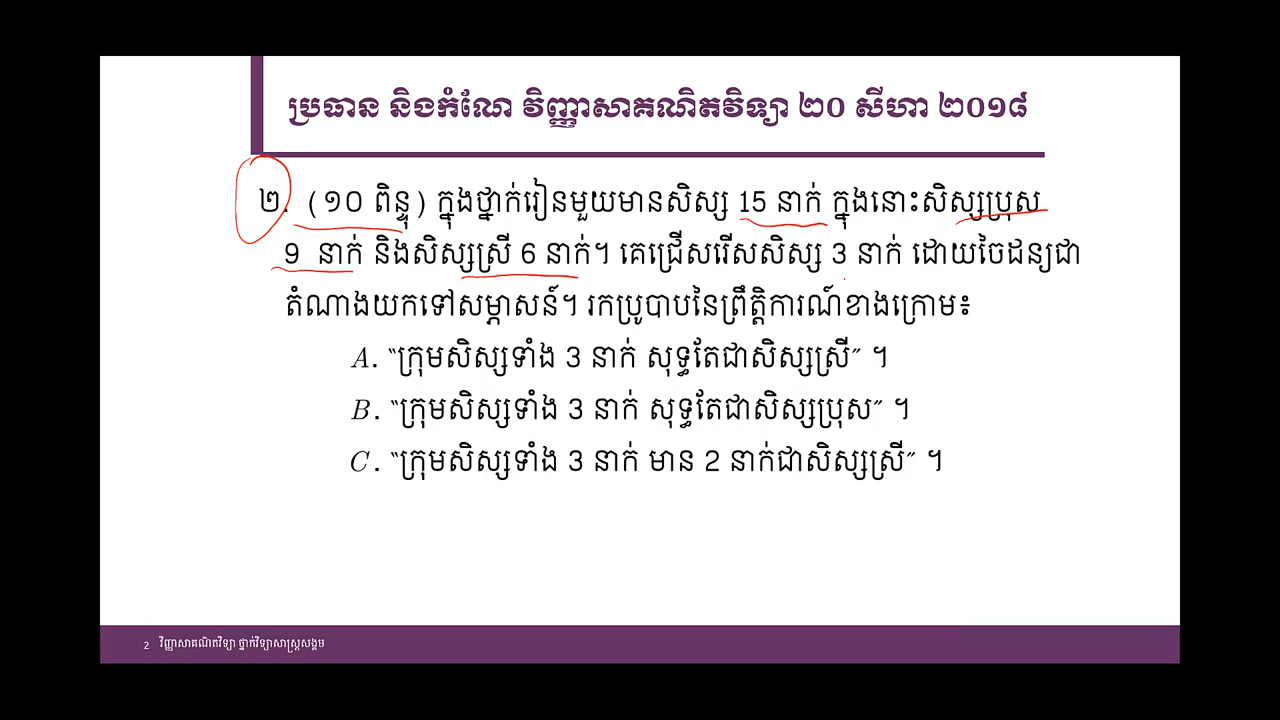 ប្រធាន និងកំណែ វិញ្ញាសាគណិតវិទ្យា ២០ សីហា ២០១៨
២. (១០ ពិន្ទុ) ក្នុងថ្នាក់រៀនមួយមានសិស្ស 15 នាក់ ក្នុងនោះសិស្សប្រុស
9 នាក់ និងសិស្សស្រី 6 នាក់។ គេជ្រើសរើសសិស្ស 3 នាក់ ដោយចៃដន្យជា
តំណាងយកទៅសម្ភាសន៍។ រកប្រូបាបនៃព្រឹត្តិការណ៍ខាងក្រោម៖
A. “ក្រុមសិស្សទាំង 3 នាក់ សុទ្ធតែជាសិស្សស្រី” ។
B. “ក្រុមសិស្សទាំង 3 នាក់ សុទ្ធតែជាសិស្សប្រុស” ។
C. “ក្រុមសិស្សទាំង 3 នាក់ មាន 2 នាក់ជាសិស្សស្រី” ។
2 វិញ្ញាសាគណិតវិទ្យា ថ្នាក់វិទ្យាសាស្ត្រសង្គម